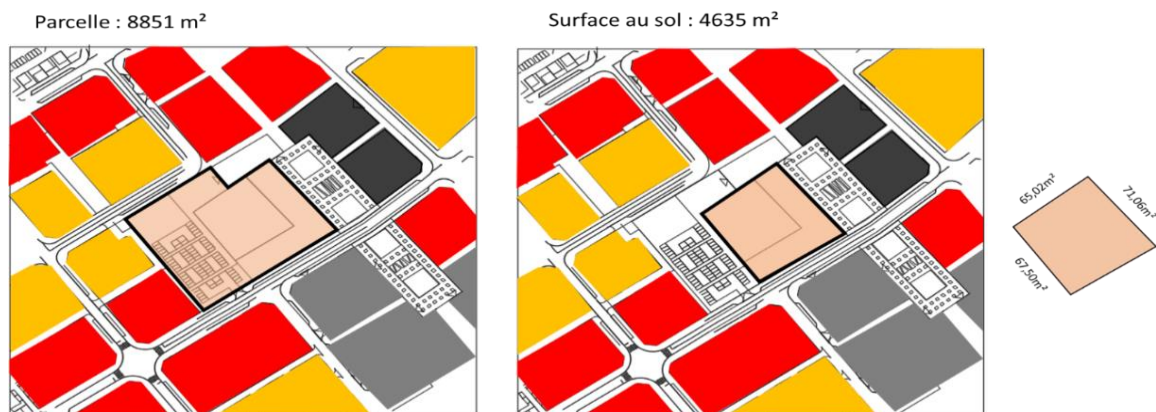 Parcelle : 8851 m²
Surface au sol : 4635 m²
65,02m²
71,06m²
67,50m²